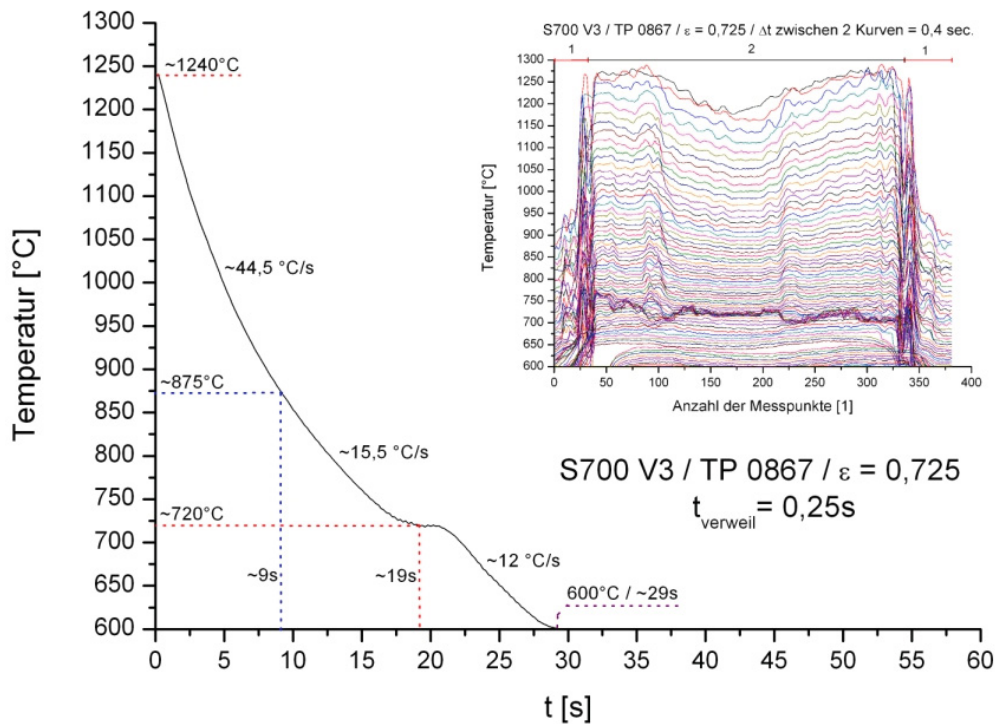 S700 V3 / TP 0867 / ε = 0,725 / Δt zwischen 2 Kurven = 0,4 sec.
1 2 1
1300
1250
1200
1150
1100
1050
1000
950
900
850
800
750
700
650
600
Temperatur [°C]
0 50 100 150 200 250 300 350 400
Anzahl der Messpunkte [1]
1300
1250
1200
1150
1100
1050
1000
950
900
850
800
750
700
650
600
Temperatur [°C]
~1240°C
~44,5 °C/s
~875°C
~15,5 °C/s
~720°C
~9s
~19s
~12 °C/s
600°C / ~29s
S700 V3 / TP 0867 / ε = 0,725
t verweil = 0,25s
0 5 10 15 20 25 30 35 40 45 50 55 60
t [s]